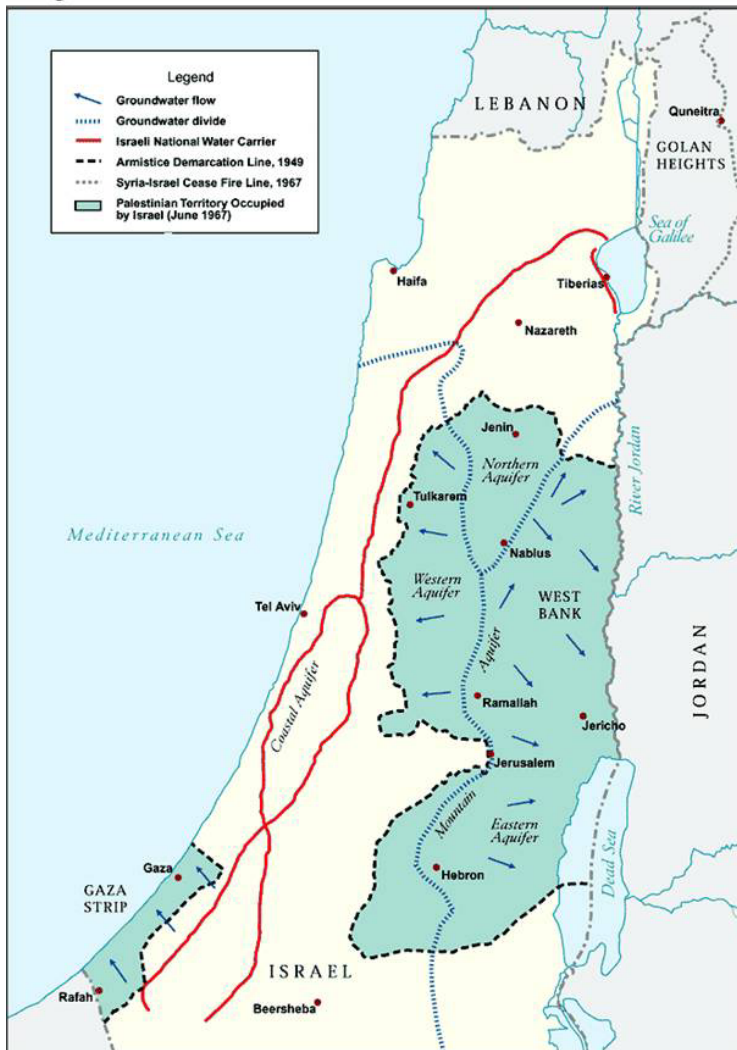 Legend
Groundwater flow
Groundwater divide
Israeli National Water Carrier
Armistice Demarcation Line, 1949
Syria-Israel Cease Fire Line, 1967
Palestinian Territory Occupied
by Israel (June 1967)
LEBANON
Quneitra
GOLAN
HEIGHTS
Sea of
Galilee
Haifa
Tiberias
Nazareth
Jenin
Northern
Aquifer
River Jordan
Tulkarem
Mediterranean Sea
Nablus
Western
Aquifer
WEST
BANK
Tel Aviv
Aquifer
Coastal Aquifer
Ramallah
Jericho
JORDAN
Jerusalem
Mountain
Eastern
Aquifer
Hebron
Dead Sea
Gaza
GAZA
STRIP
ISRAEL
Rafah
Beersheba